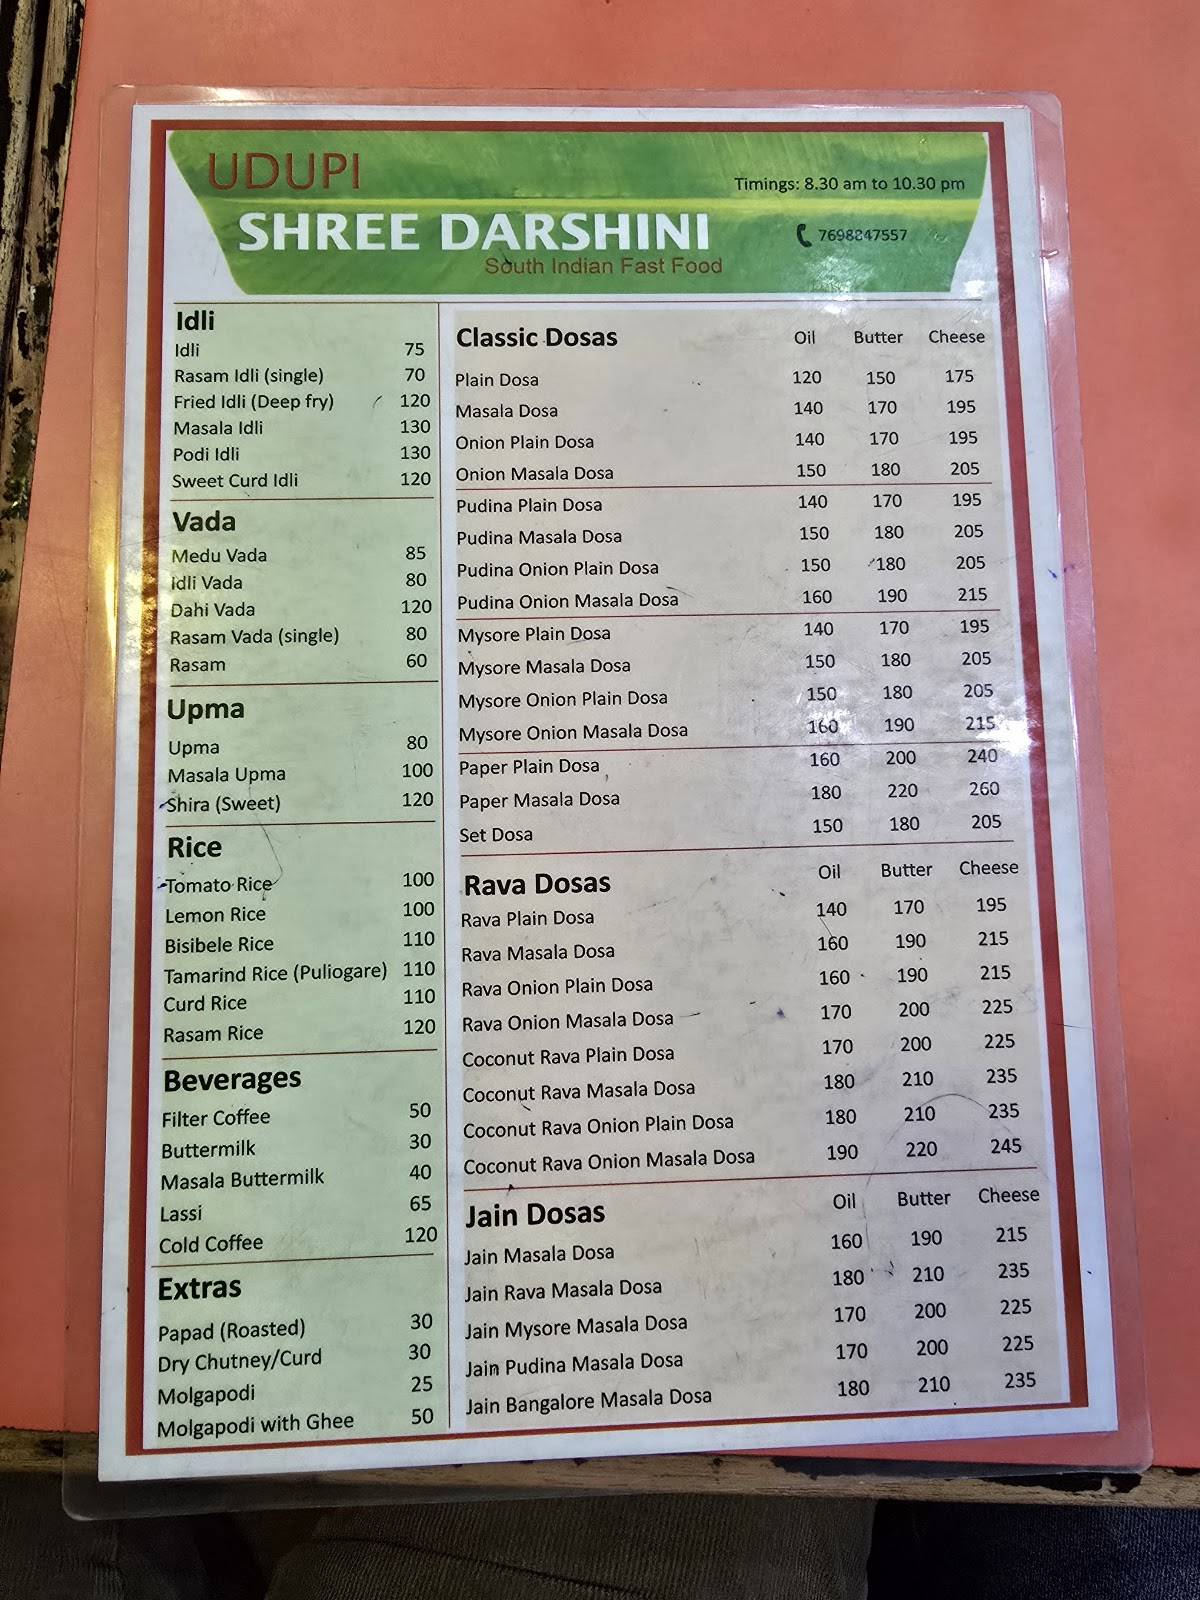 UDUPI
Timings: 8.30 am to 10.30 pm
SHREE DARSHINI
7698847557
South Indian Fast Food
Idli
Idli 75
Rasam Idli (single) 70
Fried Idli (Deep fry) 120
Masala Idli 130
Podi Idli 130
Sweet Curd Idli 120
Vada
Medu Vada 85
Idli Vada 80
Dahi Vada 120
Rasam Vada (single) 80
Rasam 60
Upma
Upma 80
Masala Upma 100
Shira (Sweet) 120
Rice
Tomato Rice 100
Lemon Rice 100
Bisibele Rice 110
Tamarind Rice (Puliogare) 110
Curd Rice 110
Rasam Rice 120
Beverages
Filter Coffee 50
Buttermilk 30
Masala Buttermilk 40
Lassi 65
Cold Coffee 120
Extras
Papad (Roasted) 30
Dry Chutney/Curd 30
Molgapodi 25
Molgapodi with Ghee 50
Classic Dosas Oil Butter Cheese
Plain Dosa 120 150 175
Masala Dosa 140 170 195
Onion Plain Dosa 140 170 195
Onion Masala Dosa 150 180 205
Pudina Plain Dosa 140 170 195
Pudina Masala Dosa 150 180 205
Pudina Onion Plain Dosa 150 180 205
Pudina Onion Masala Dosa 160 190 215
Mysore Plain Dosa 140 170 195
Mysore Masala Dosa 150 180 205
Mysore Onion Plain Dosa 150 180 205
Mysore Onion Masala Dosa 160 190 215
Paper Plain Dosa 160 200 240
Paper Masala Dosa 180 220 260
Set Dosa 150 180 205
Rava Dosas Oil Butter Cheese
Rava Plain Dosa 140 170 195
Rava Masala Dosa 160 190 215
Rava Onion Plain Dosa 160 190 215
Rava Onion Masala Dosa 170 200 225
Coconut Rava Plain Dosa 170 200 225
Coconut Rava Masala Dosa 180 210 235
Coconut Rava Onion Plain Dosa 180 210 235
Coconut Rava Onion Masala Dosa 190 220 245
Jain Dosas Oil Butter Cheese
Jain Masala Dosa 160 190 215
Jain Rava Masala Dosa 180 210 235
Jain Mysore Masala Dosa 170 200 225
Jain Pudina Masala Dosa 170 200 225
Jain Bangalore Masala Dosa 180 210 235